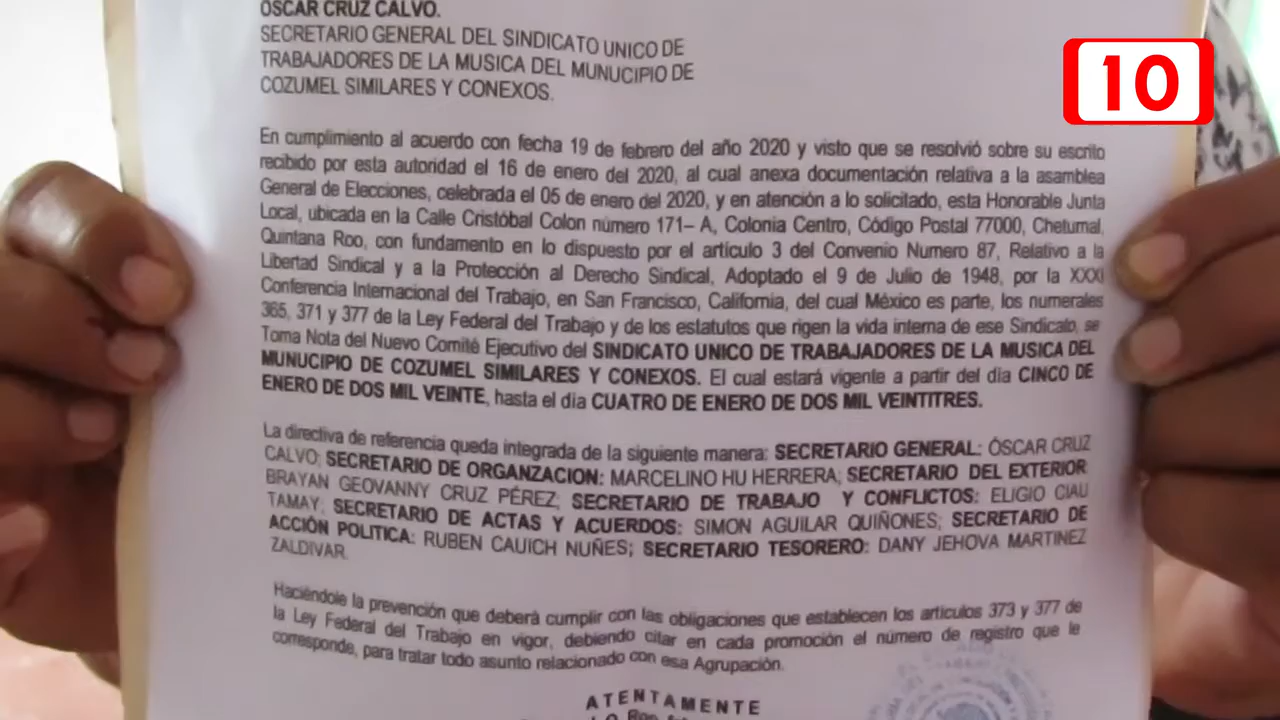 ÓSCAR CRUZ CALVO.
SECRETARIO GENERAL DEL SINDICATO UNICO DE
TRABAJADORES DE LA MUSICA DEL MUNUCIPIO DE
COZUMEL SIMILARES Y CONEXOS.
10
En cumplimiento al acuerdo con fecha 19 de febrero del año 2020 y visto que se resolvió sobre su escrito
recibido por esta autoridad el 16 de enero del 2020, al cual anexa documentación relativa a la asamblea
General de Elecciones, celebrada el 05 de enero del 2020, y en atención a lo solicitado, esta Honorable Junta
Local, ubicada en la Calle Cristóbal Colon número 171– A, Colonia Centro, Código Postal 77000, Chetumal,
Quintana Roo, con fundamento en lo dispuesto por el artículo 3 del Convenio Numero 87, Relativo a la
Libertad Sindical y a la Protección al Derecho Sindical, Adoptado el 9 de Julio de 1948, por la XXXI
Conferencia Internacional del Trabajo, en San Francisco, California, del cual México es parte, los numerales
365, 371 y 377 de la Ley Federal del Trabajo y de los estatutos que rigen la vida interna de ese Sindicato, se
Toma Nota del Nuevo Comité Ejecutivo del SINDICATO UNICO DE TRABAJADORES DE LA MUSICA DEL
MUNUCIPIO DE COZUMEL SIMILARES Y CONEXOS. El cual estará vigente a partir del día CINCO DE
ENERO DE DOS MIL VEINTE, hasta el día CUATRO DE ENERO DE DOS MIL VEINTITRES.
La directiva de referencia queda integrada de la siguiente manera: SECRETARIO GENERAL: ÓSCAR CRUZ
CALVO; SECRETARIO DE ORGANZACION: MARCELINO HU HERRERA; SECRETARIO DEL EXTERIOR
BRAYAN GEOVANNY CRUZ PÉREZ; SECRETARIO DE TRABAJO Y CONFLICTOS: ELIGIO CIAU
TAMAY; SECRETARIO DE ACTAS Y ACUERDOS: SIMON AGUILAR QUIÑONES; SECRETARIO DE
ACCIÓN POLITICA: RUBEN CAUICH NUÑES; SECRETARIO TESORERO: DANY JEHOVA MARTINEZ
ZALDIVAR.
Haciéndole la prevención que deberá cumplir con las obligaciones que establecen los artículos 373 y 377 de
la Ley Federal del Trabajo en vigor, debiendo citar en cada promoción el número de registro que le
corresponde, para tratar todo asunto relacionado con esa Agrupación.
ATENTAMENTE